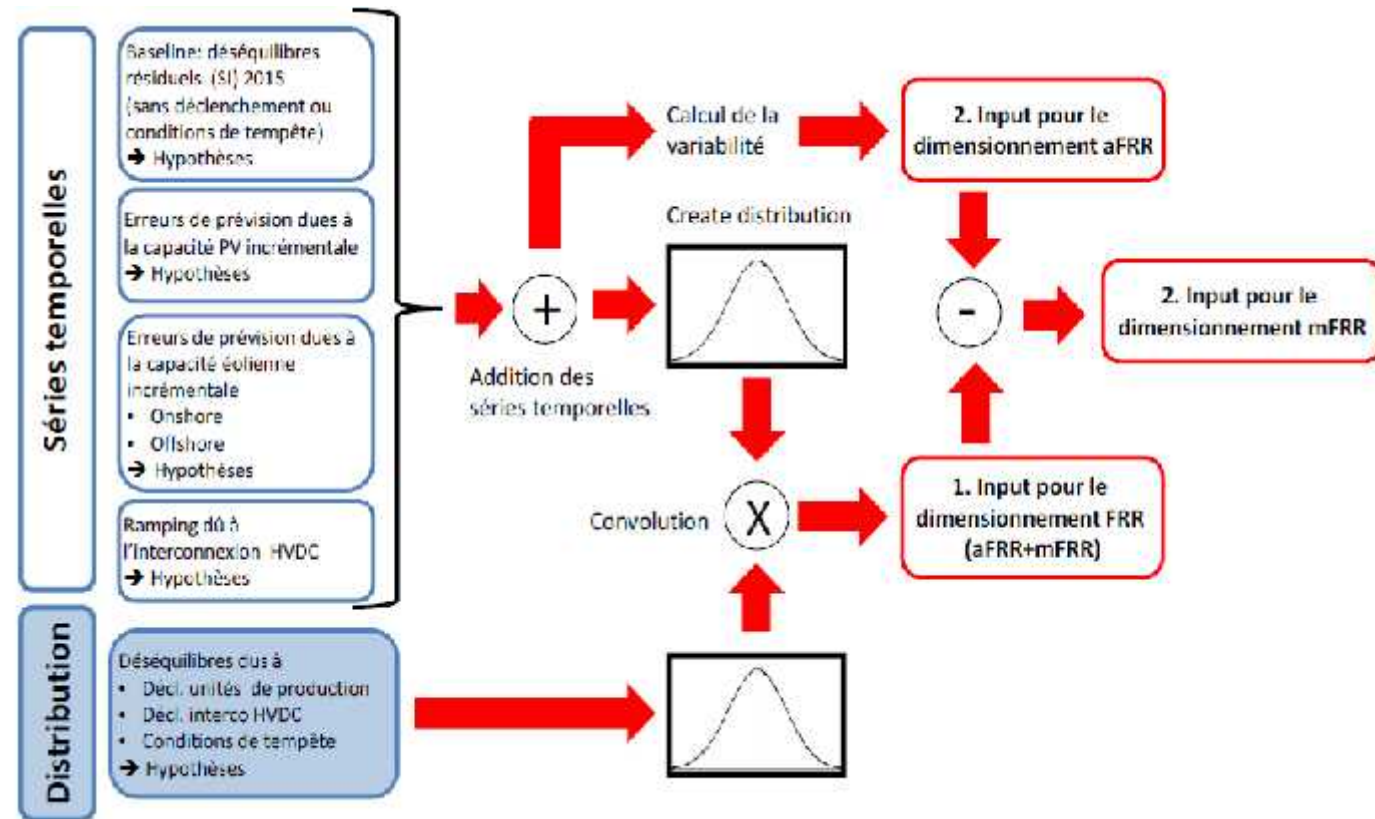 Séries temporelles
Baseline: déséquilibres
résiduels (SI) 2015
(sans déclenchement ou
conditions de tempête)
➔ Hypothèses
Erreurs de prévision dues à
la capacité PV incrémentale
➔ Hypothèses
Erreurs de prévision dues à
la capacité éolienne
incrémentale
• Onshore
• Offshore
➔ Hypothèses
Ramping dû à
l'Interconnexion HVDC
➔ Hypothèses
Distribution
Déséquilibres dus à
• Décl. unités de production
• Décl. interco HVDC
• Conditions de tempête
➔ Hypothèses
+
Addition des
séries temporelles
Calcul de la
variabilité
Create distribution
Convolution
X
2. Input pour le
dimensionnement aFRR
-
2. Input pour le
dimensionnement mFRR
1. Input pour le
dimensionnement FRR
(aFRR+mFRR)